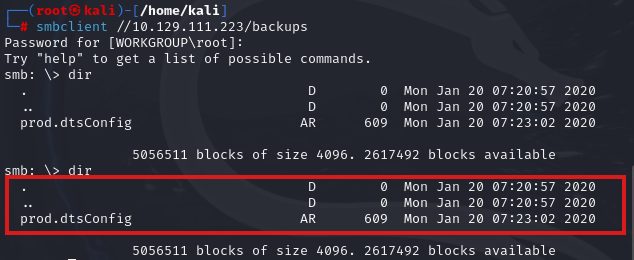 ┌──(root㉿kali)-[/home/kali]
└─# smbclient //10.129.111.223/backups
Password for [WORKGROUP\root]:
Try "help" to get a list of possible commands.
smb: \> dir
  .                                   D        0  Mon Jan 20 07:20:57 2020
  ..                                  D        0  Mon Jan 20 07:20:57 2020
  prod.dtsConfig                     AR      609  Mon Jan 20 07:23:02 2020
                5056511 blocks of size 4096. 2617492 blocks available
smb: \> dir
  .                                   D        0  Mon Jan 20 07:20:57 2020
  ..                                  D        0  Mon Jan 20 07:20:57 2020
  prod.dtsConfig                     AR      609  Mon Jan 20 07:23:02 2020
                5056511 blocks of size 4096. 2617492 blocks available